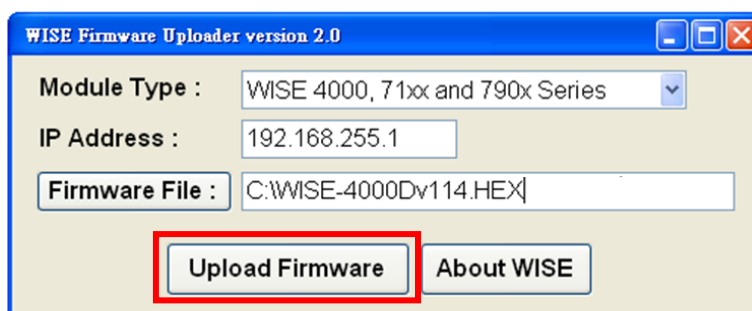 WISE Firmware Uploader version 2.0
Module Type : WISE 4000, 71xx and 790x Series
IP Address : 192.168.255.1
Firmware File : C:WISE-4000Dv114.HEX
Upload Firmware About WISE